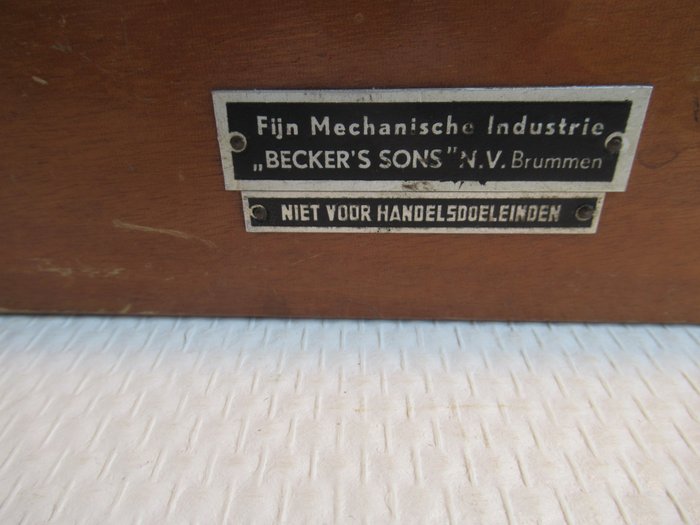 Fijn Mechanische Industrie
„BECKER'S SONS" N.V. Brummen
NIET VOOR HANDELSDOELEINDEN